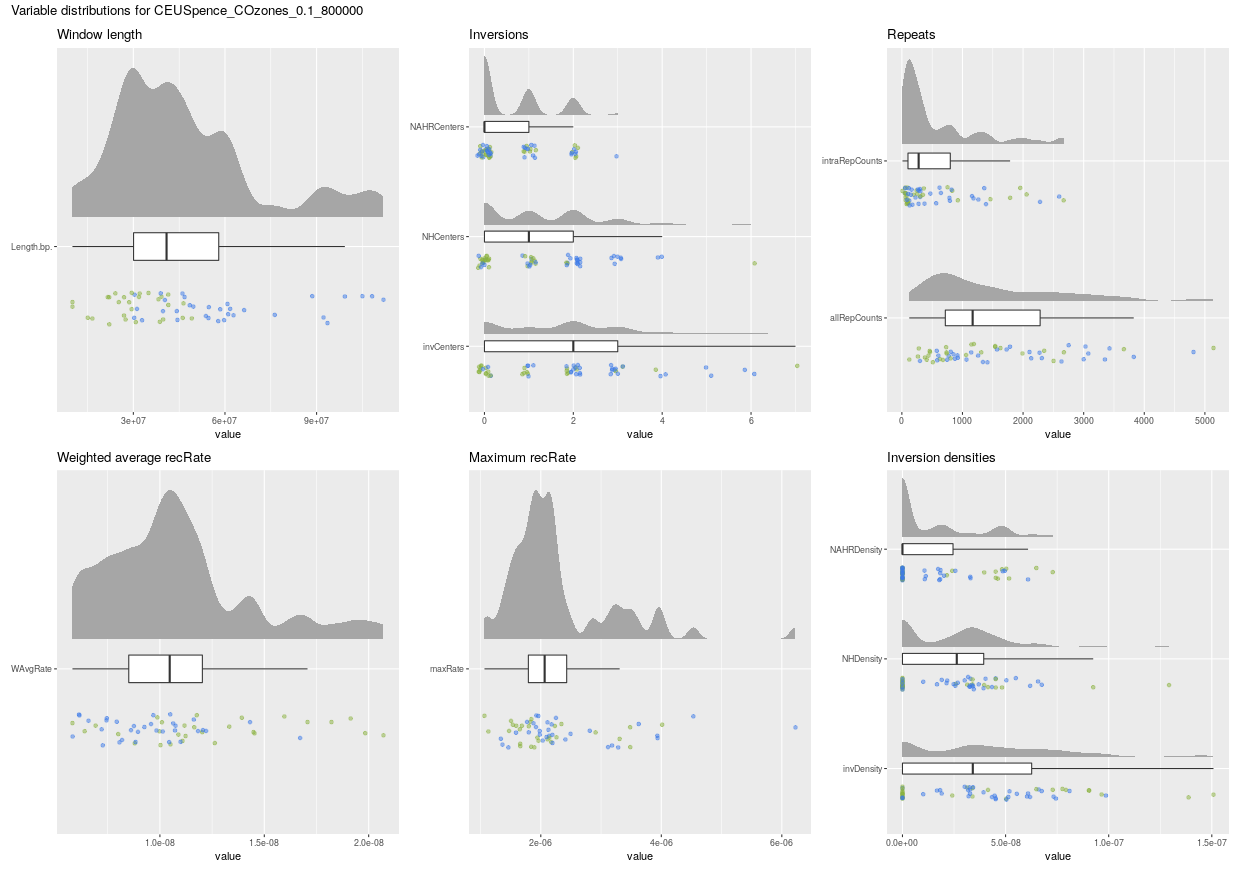 Variable distributions for CEUSpence_COzones_0.1_800000
Window length
Length.bp.
3e+07 6e+07 9e+07
value
Inversions
NAHRCenters
NHCenters
invCenters
0 2 4 6
value
Repeats
intraRepCounts
allRepCounts
0 1000 2000 3000 4000 5000
value
Weighted average recRate
WAvgRate
1.0e-08 1.5e-08 2.0e-08
value
Maximum recRate
maxRate
2e-06 4e-06 6e-06
value
Inversion densities
NAHRDensity
NHDensity
invDensity
0.0e+00 5.0e-08 1.0e-07 1.5e-07
value